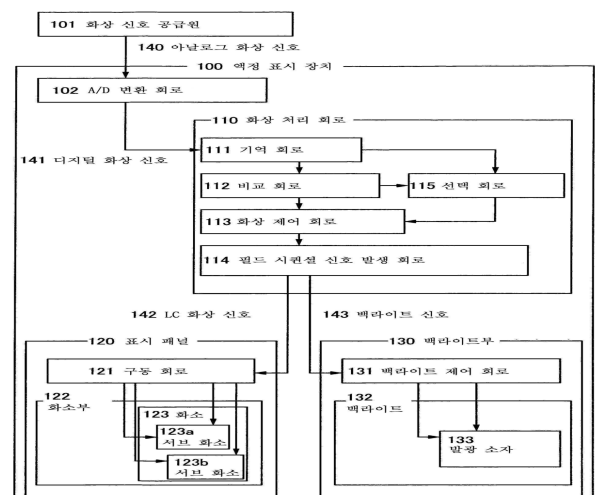 101 화상 신호 공급원
140 아날로그 화상 신호
100 액정 표시 장치
102 A/D 변환 회로
110 화상 처리 회로
141 디지털 화상 신호
111 기억 회로
112 비교 회로
115 선택 회로
113 화상 제어 회로
114 필드 시퀀셜 신호 발생 회로
142 LC 화상 신호
143 백라이트 신호
120 표시 패널
130 백라이트부
121 구동 회로
131 백라이트 제어 회로
122
화소부
123 화소
123a
서브 화소
123b
서브 화소
132
백라이트
133
발광 소자